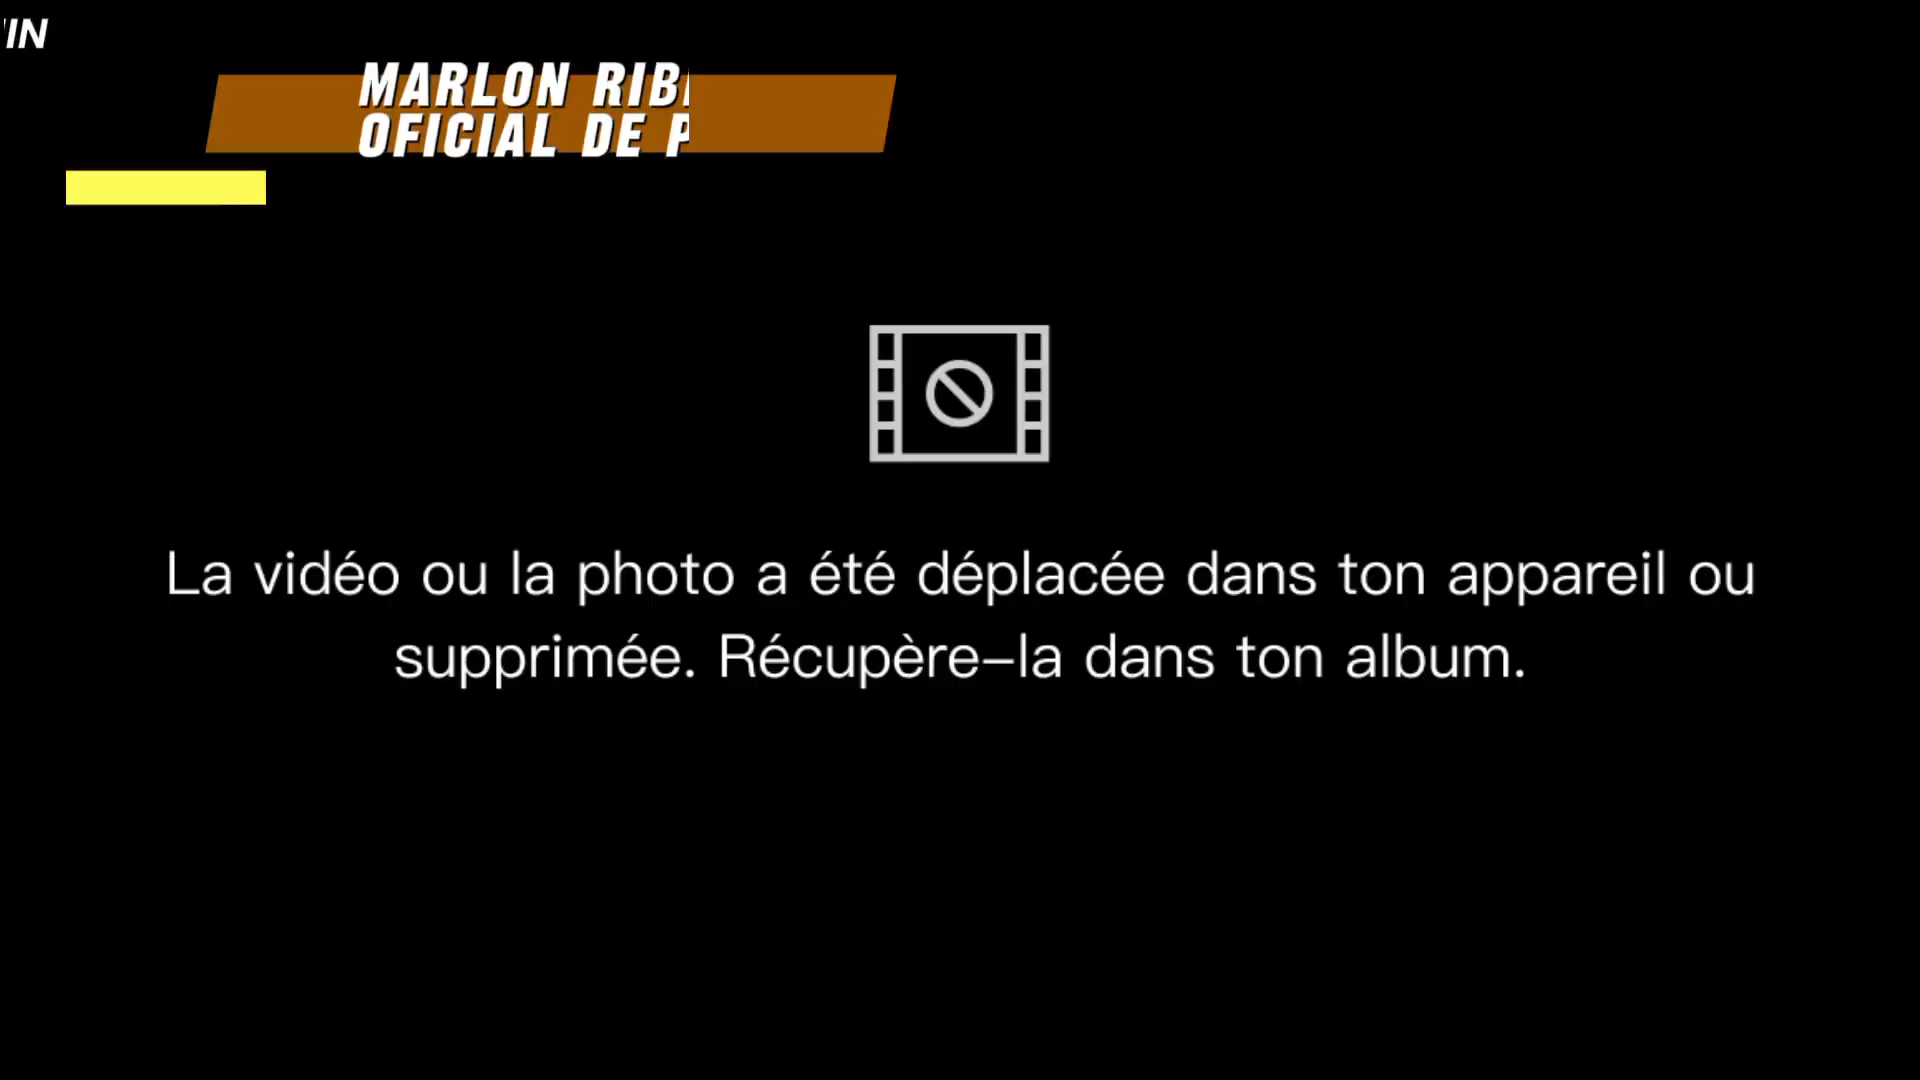 IN
MARLON RIB
OFICIAL DE P
La vidéo ou la photo a été déplacée dans ton appareil ou
supprimée. Récupère-la dans ton album.